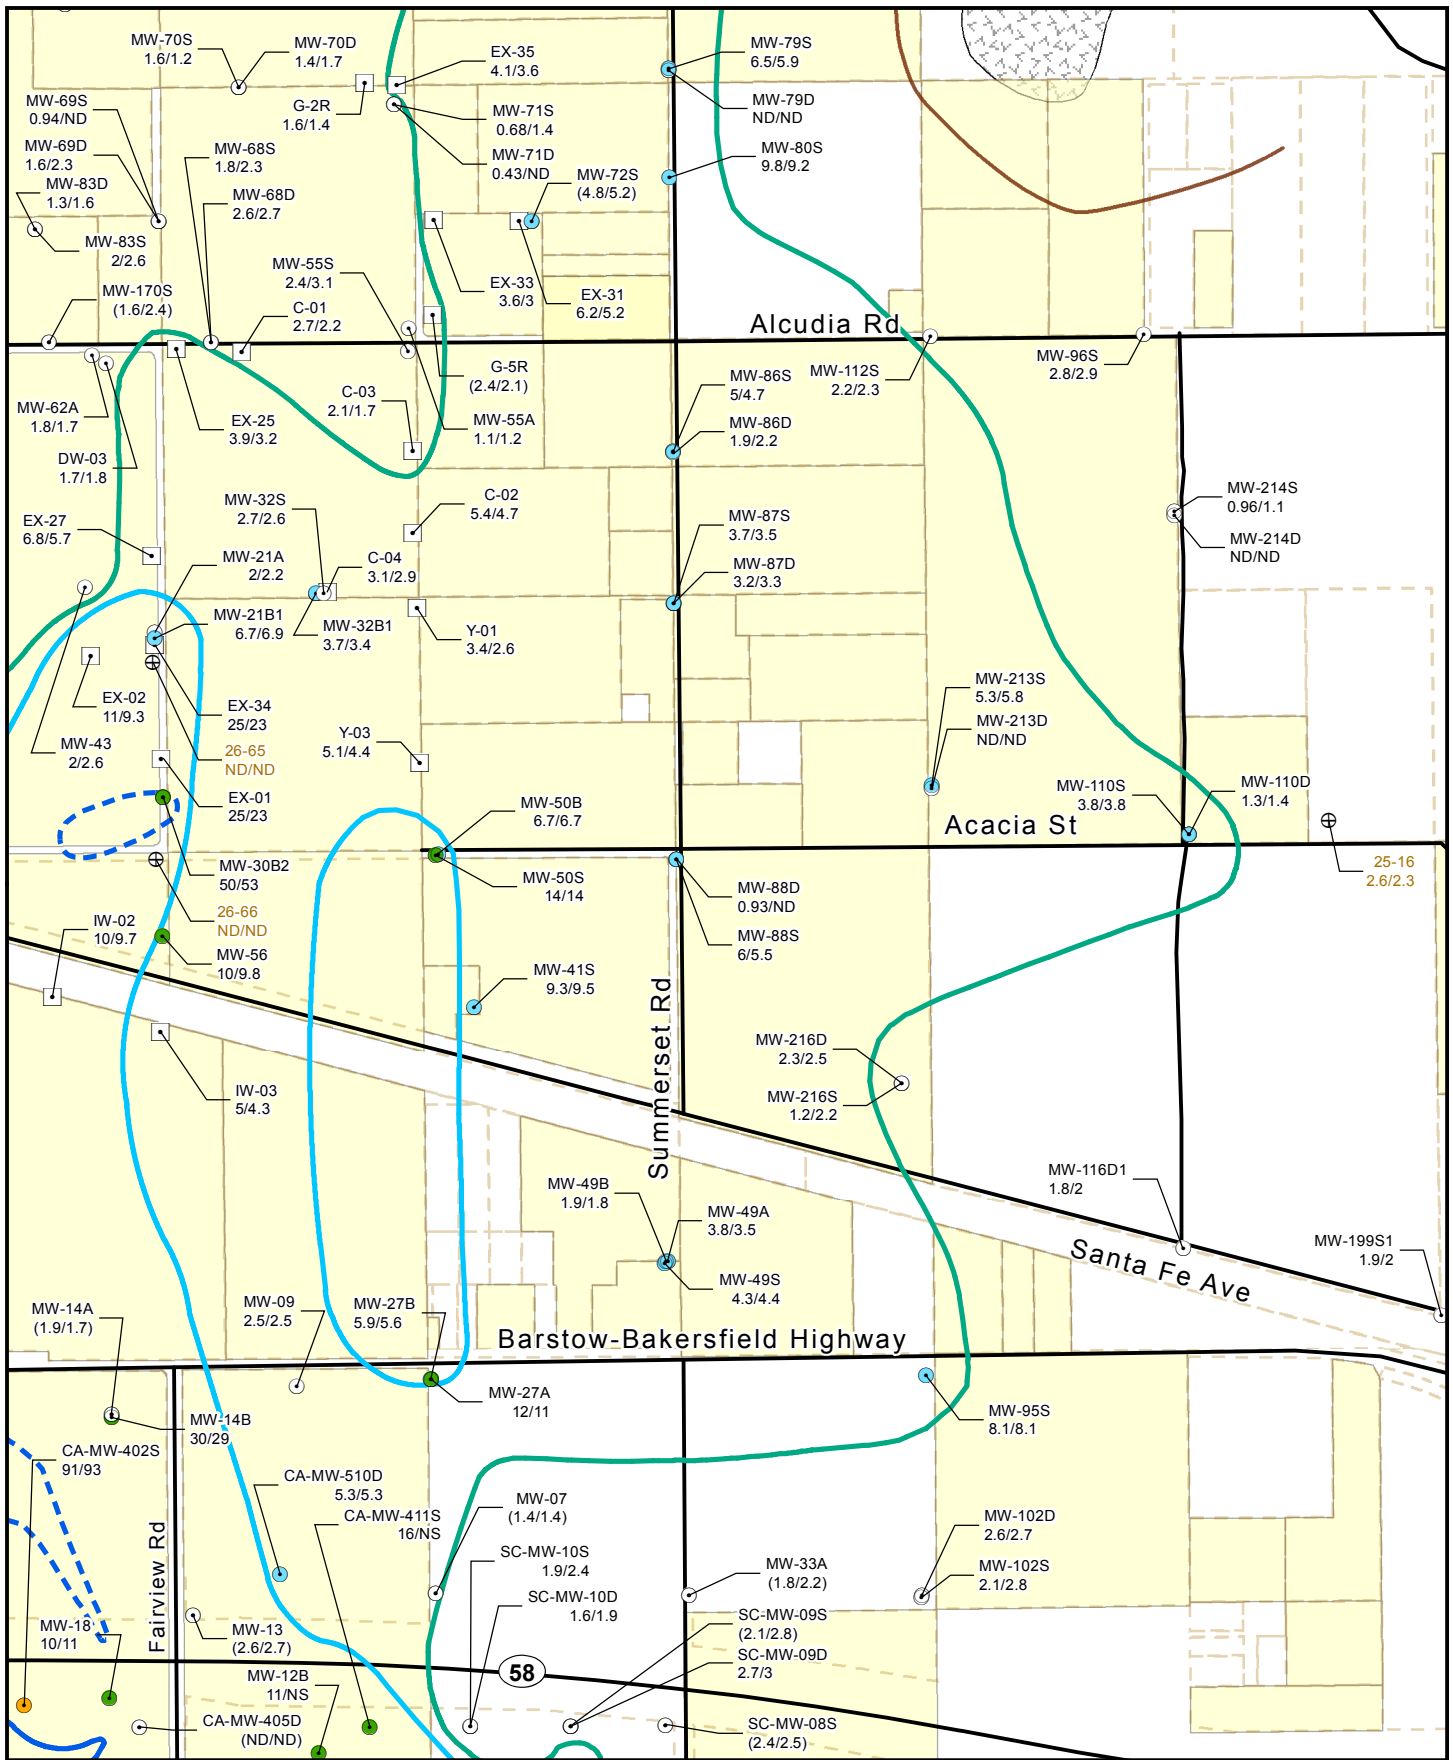 MW-70S
1.6/1.2
MW-70D
1.4/1.7
EX-35
4.1/3.6
MW-79S
6.5/5.9
G-2R
1.6/1.4
MW-69S
0.94/ND
MW-79D
ND/ND
MW-71S
0.68/1.4
MW-69D
1.6/2.3
MW-68S
1.8/2.3
MW-71D
0.43/ND
MW-80S
9.8/9.2
MW-83D
1.3/1.6
MW-72S
(4.8/5.2)
MW-68D
2.6/2.7
MW-83S
2/2.6
MW-55S
2.4/3.1
MW-170S
(1.6/2.4)
C-01
2.7/2.2
EX-33
3.6/3
EX-31
6.2/5.2
Alcudia Rd
G-5R
(2.4/2.1)
MW-96S
2.8/2.9
MW-112S
2.2/2.3
MW-86S
5/4.7
MW-62A
1.8/1.7
EX-25
3.9/3.2
C-03
2.1/1.7
MW-55A
1.1/1.2
MW-86D
1.9/2.2
DW-03
1.7/1.8
MW-32S
2.7/2.6
C-02
5.4/4.7
MW-214S
0.96/1.1
EX-27
6.8/5.7
MW-87S
3.7/3.5
MW-214D
ND/ND
MW-21A
2/2.2
C-04
3.1/2.9
MW-87D
3.2/3.3
MW-21B1
6.7/6.9
MW-32B1
3.7/3.4
Y-01
3.4/2.6
EX-02
11/9.3
EX-34
25/23
MW-213S
5.3/5.8
MW-213D
ND/ND
MW-43
2/2.6
26-65
ND/ND
Y-03
5.1/4.4
EX-01
25/23
MW-50B
6.7/6.7
MW-110S
3.8/3.8
MW-110D
1.3/1.4
Acacia St
MW-30B2
50/53
MW-50S
14/14
MW-88D
0.93/ND
25-16
2.6/2.3
26-66
ND/ND
IW-02
10/9.7
MW-56
10/9.8
MW-88S
6/5.5
MW-41S
9.3/9.5
Summerset Rd
MW-216D
2.3/2.5
IW-03
5/4.3
MW-216S
1.2/2.2
MW-49B
1.9/1.8
MW-116D1
1.8/2
MW-49A
3.8/3.5
MW-199S1
1.9/2
Santa Fe Ave
MW-49S
4.3/4.4
MW-14A
(1.9/1.7)
MW-09
2.5/2.5
MW-27B
5.9/5.6
Barstow-Bakersfield Highway
MW-27A
12/11
MW-95S
8.1/8.1
MW-14B
30/29
CA-MW-402S
91/93
CA-MW-510D
5.3/5.3
CA-MW-411S
16/NS
MW-07
(1.4/1.4)
MW-102D
2.6/2.7
Fairview Rd
SC-MW-10S
1.9/2.4
MW-33A
(1.8/2.2)
MW-102S
2.1/2.8
SC-MW-10D
1.6/1.9
MW-18
10/11
MW-13
(2.6/2.7)
SC-MW-09S
(2.1/2.8)
SC-MW-09D
2.7/3
58
MW-12B
11/NS
CA-MW-405D
(ND/ND)
SC-MW-08S
(2.4/2.5)